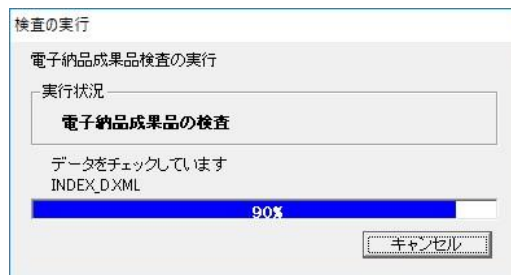 検査の実行
電子納品成果品検査の実行
実行状況
電子納品成果品の検査
データをチェックしています
INDEX_D.XML
90%
キャンセル